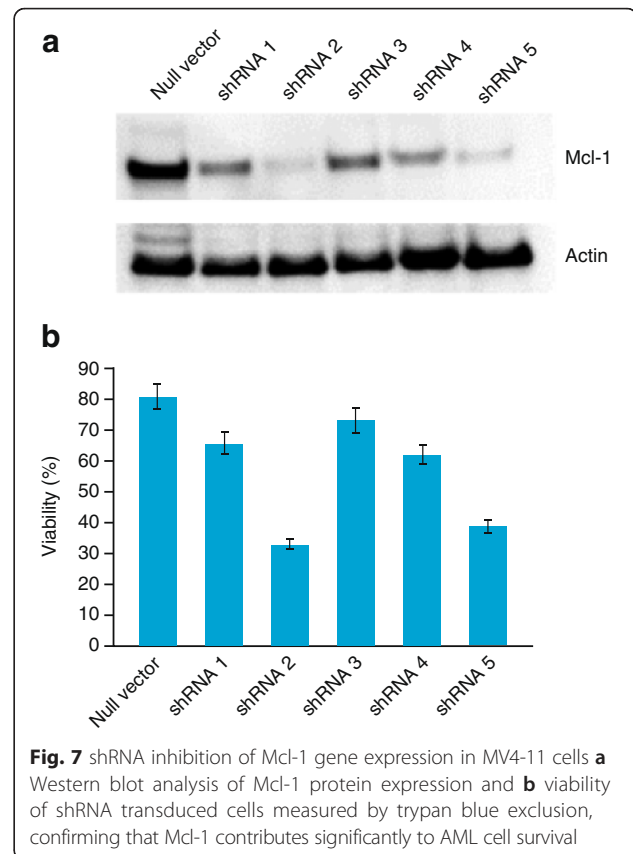 a
Null vector
shRNA 1
shRNA 2
shRNA 3
shRNA 4
shRNA 5
Mcl-1
Actin
b
90
80
70
60
50
40
30
20
10
0
Viability (%)
Null vector
shRNA 1
shRNA 2
shRNA 3
shRNA 4
shRNA 5
Fig. 7 shRNA inhibition of Mcl-1 gene expression in MV4-11 cells a
Western blot analysis of Mcl-1 protein expression and b viability
of shRNA transduced cells measured by trypan blue exclusion,
confirming that Mcl-1 contributes significantly to AML cell survival